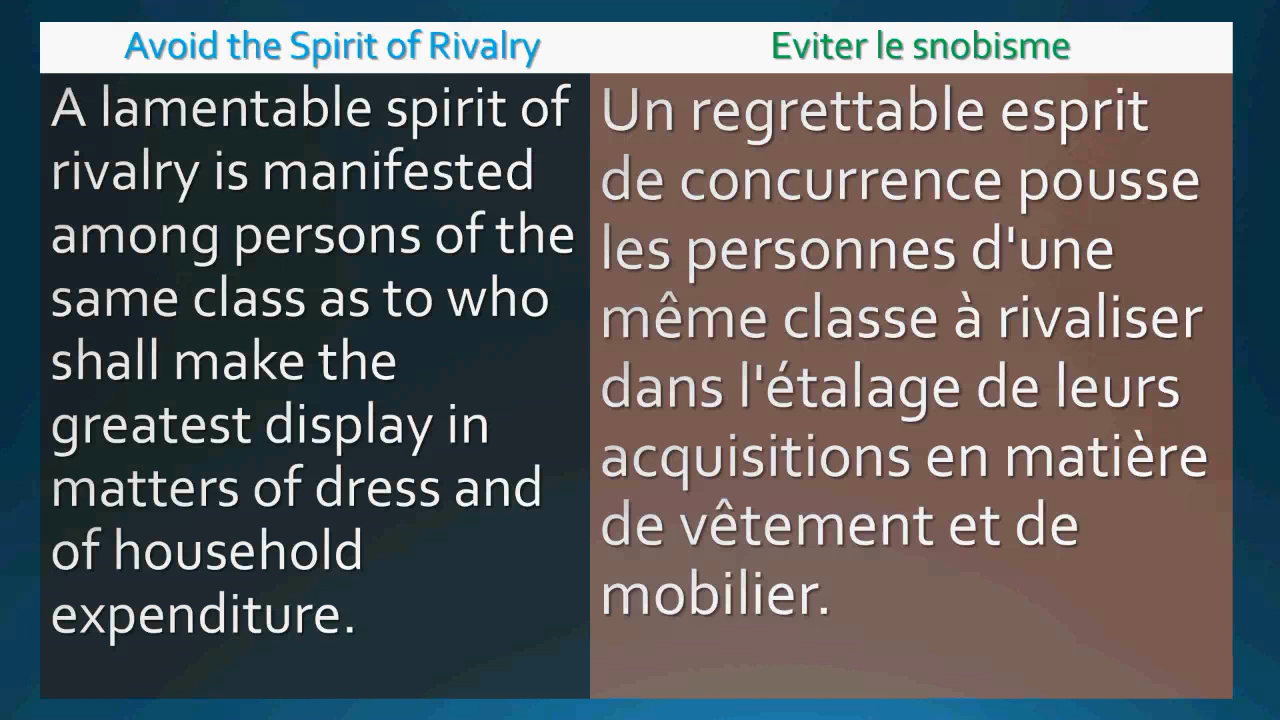 Avoid the Spirit of Rivalry
A lamentable spirit of
rivalry is manifested
among persons of the
same class as to who
shall make the
greatest display in
matters of dress and
of household
expenditure.
Eviter le snobisme
Un regrettable esprit
de concurrence pousse
les personnes d'une
même classe à rivaliser
dans l'étalage de leurs
acquisitions en matière
de vêtement et de
mobilier.